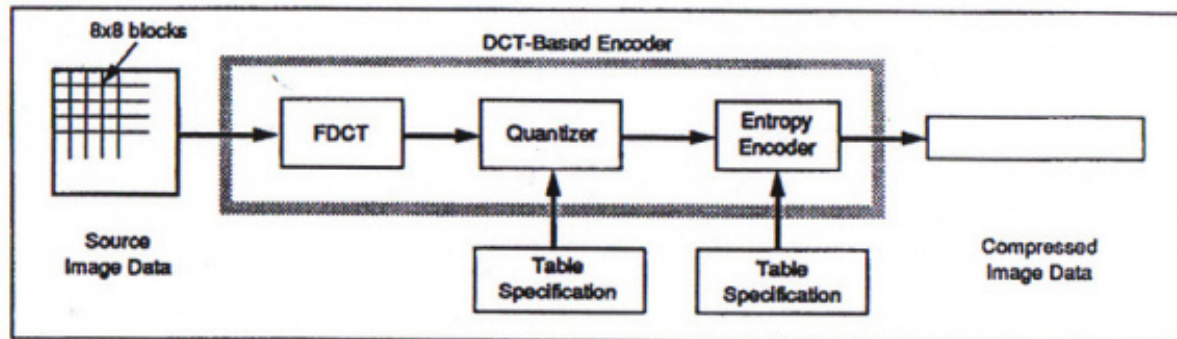 8x8 blocks
DCT-Based Encoder
FDCT
Quantizer
Entropy
Encoder
Source
Image Data
Table
Specification
Table
Specification
Compressed
Image Data